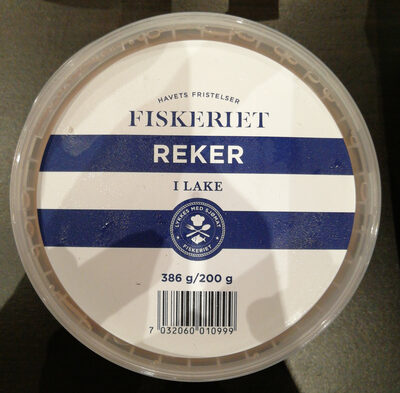 HAVETS FRISTELSER
FISKERIET
REKER
I LAKE
LYKKES MED SJØMAT
FISKERIET
386 g/200 g
7 032060 010999